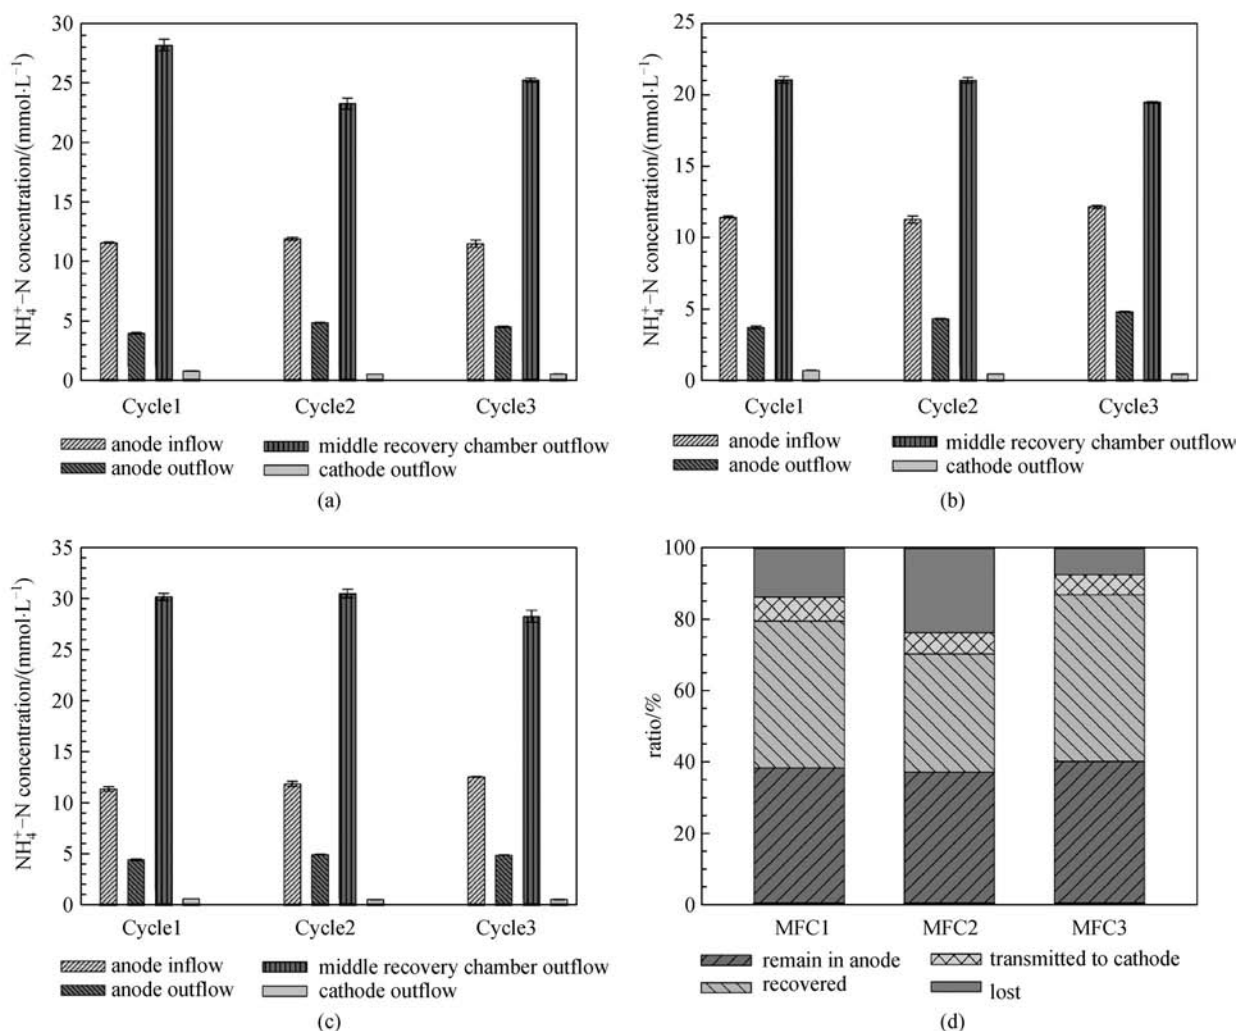 30
25
20
15
10
5
0
NH₄⁺−N concentration/(mmol·L⁻¹)
Cycle1 Cycle2 Cycle3
anode inflow middle recovery chamber outflow
anode outflow cathode outflow
(a)
25
20
15
10
5
0
NH₄⁺−N concentration/(mmol·L⁻¹)
Cycle1 Cycle2 Cycle3
anode inflow middle recovery chamber outflow
anode outflow cathode outflow
(b)
35
30
25
20
15
10
5
0
NH₄⁺−N concentration/(mmol·L⁻¹)
Cycle1 Cycle2 Cycle3
anode inflow middle recovery chamber outflow
anode outflow cathode outflow
(c)
100
80
60
40
20
0
ratio/%
MFC1 MFC2 MFC3
remain in anode transmitted to cathode
recovered lost
(d)